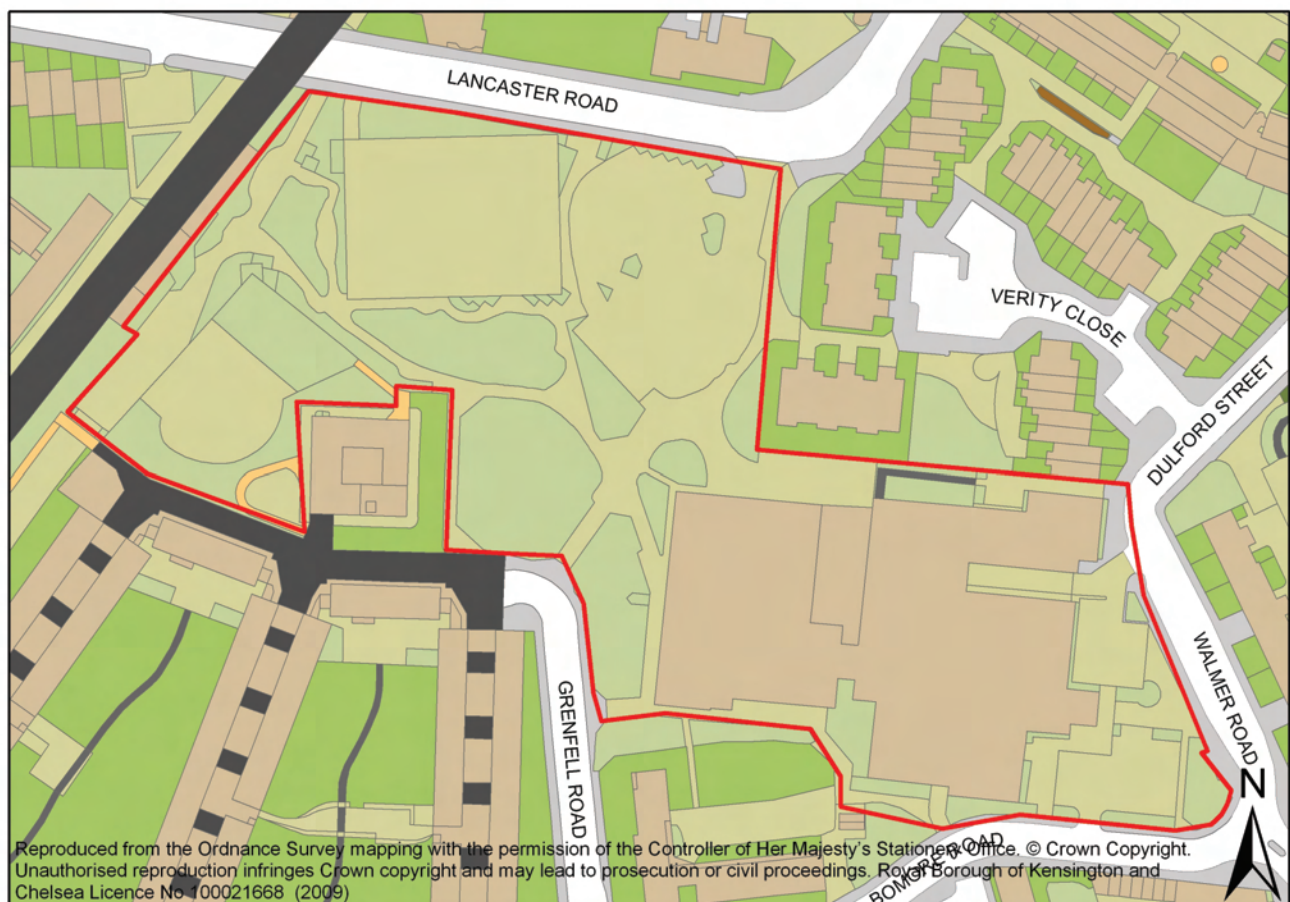 LANCASTER ROAD
VERITY CLOSE
DULFORD STREET
WALMER ROAD
GRENFELL ROAD
N
BOMORE ROAD
Reproduced from the Ordnance Survey mapping with the permission of the Controller of Her Majesty's Stationery Office. © Crown Copyright.
Unauthorised reproduction infringes Crown copyright and may lead to prosecution or civil proceedings. Royal Borough of Kensington and
Chelsea Licence No 100021668 (2009)